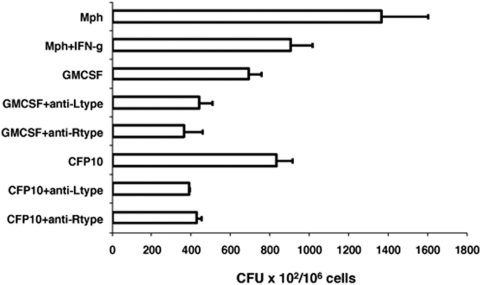 Mph
Mph+IFN-g
GMCSF
GMCSF+anti-Ltype
GMCSF+anti-Rtype
CFP10
CFP10+anti-Ltype
CFP10+anti-Rtype
0 200 400 600 800 1000 1200 1400 1600 1800
CFU x 10²/10⁶ cells